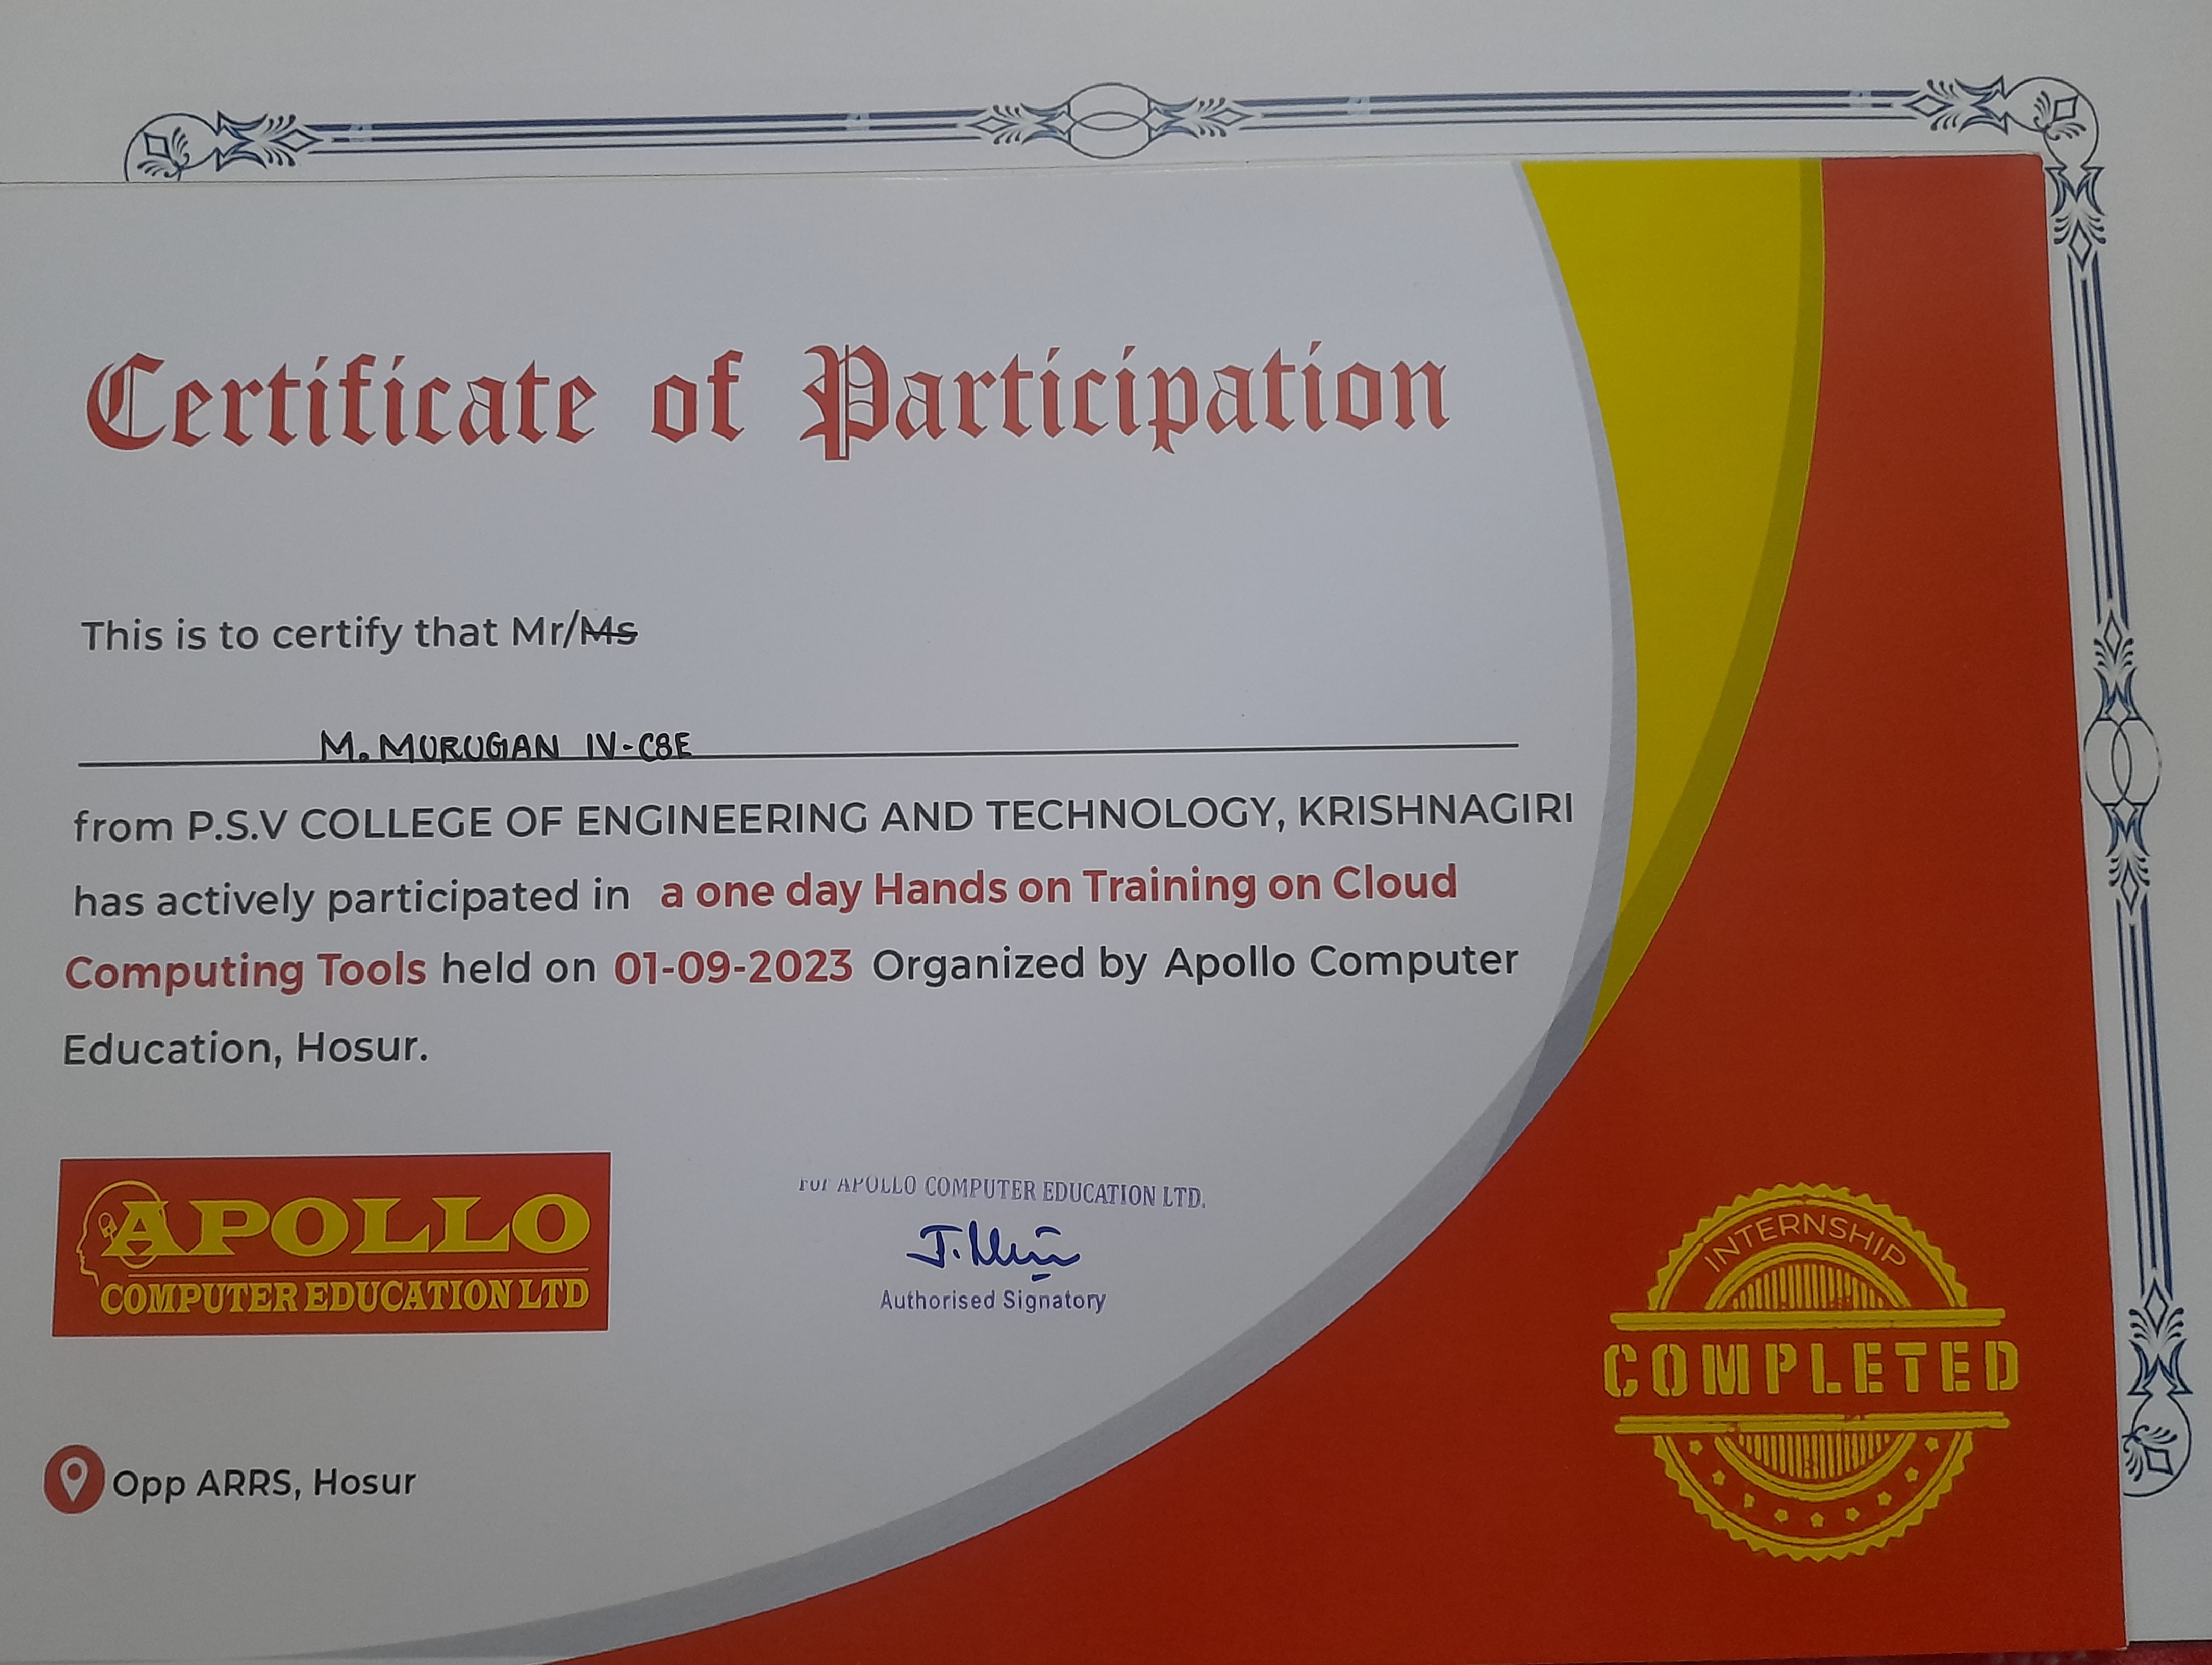 Certificate of Participation
This is to certify that Mr/Ms
M. MURUGAN IV-CSE
from P.S.V COLLEGE OF ENGINEERING AND TECHNOLOGY, KRISHNAGIRI
has actively participated in a one day Hands on Training on Cloud
Computing Tools held on 01-09-2023 Organized by Apollo Computer
Education, Hosur.
APOLLO
COMPUTER EDUCATION LTD
For APOLLO COMPUTER EDUCATION LTD.
Authorised Signatory
INTERNSHIP
COMPLETED
Opp ARRS, Hosur